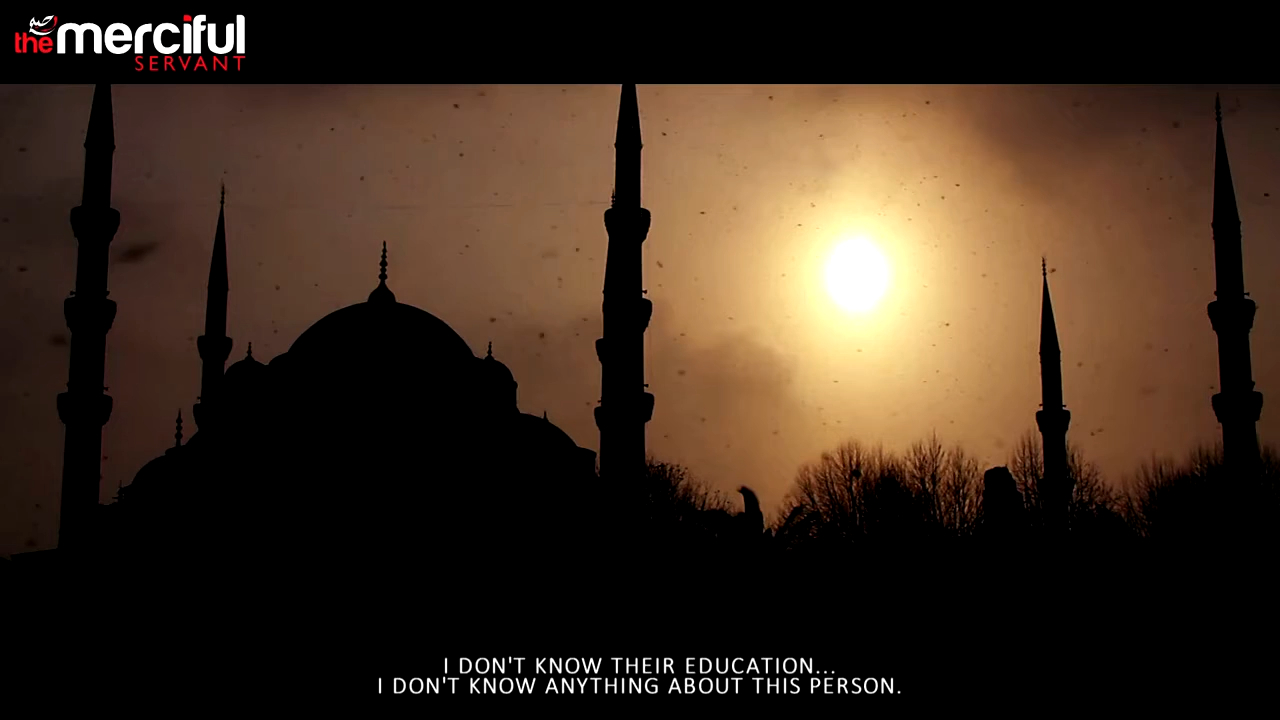 the merciful
SERVANT
I DON'T KNOW THEIR EDUCATION...
I DON'T KNOW ANYTHING ABOUT THIS PERSON.